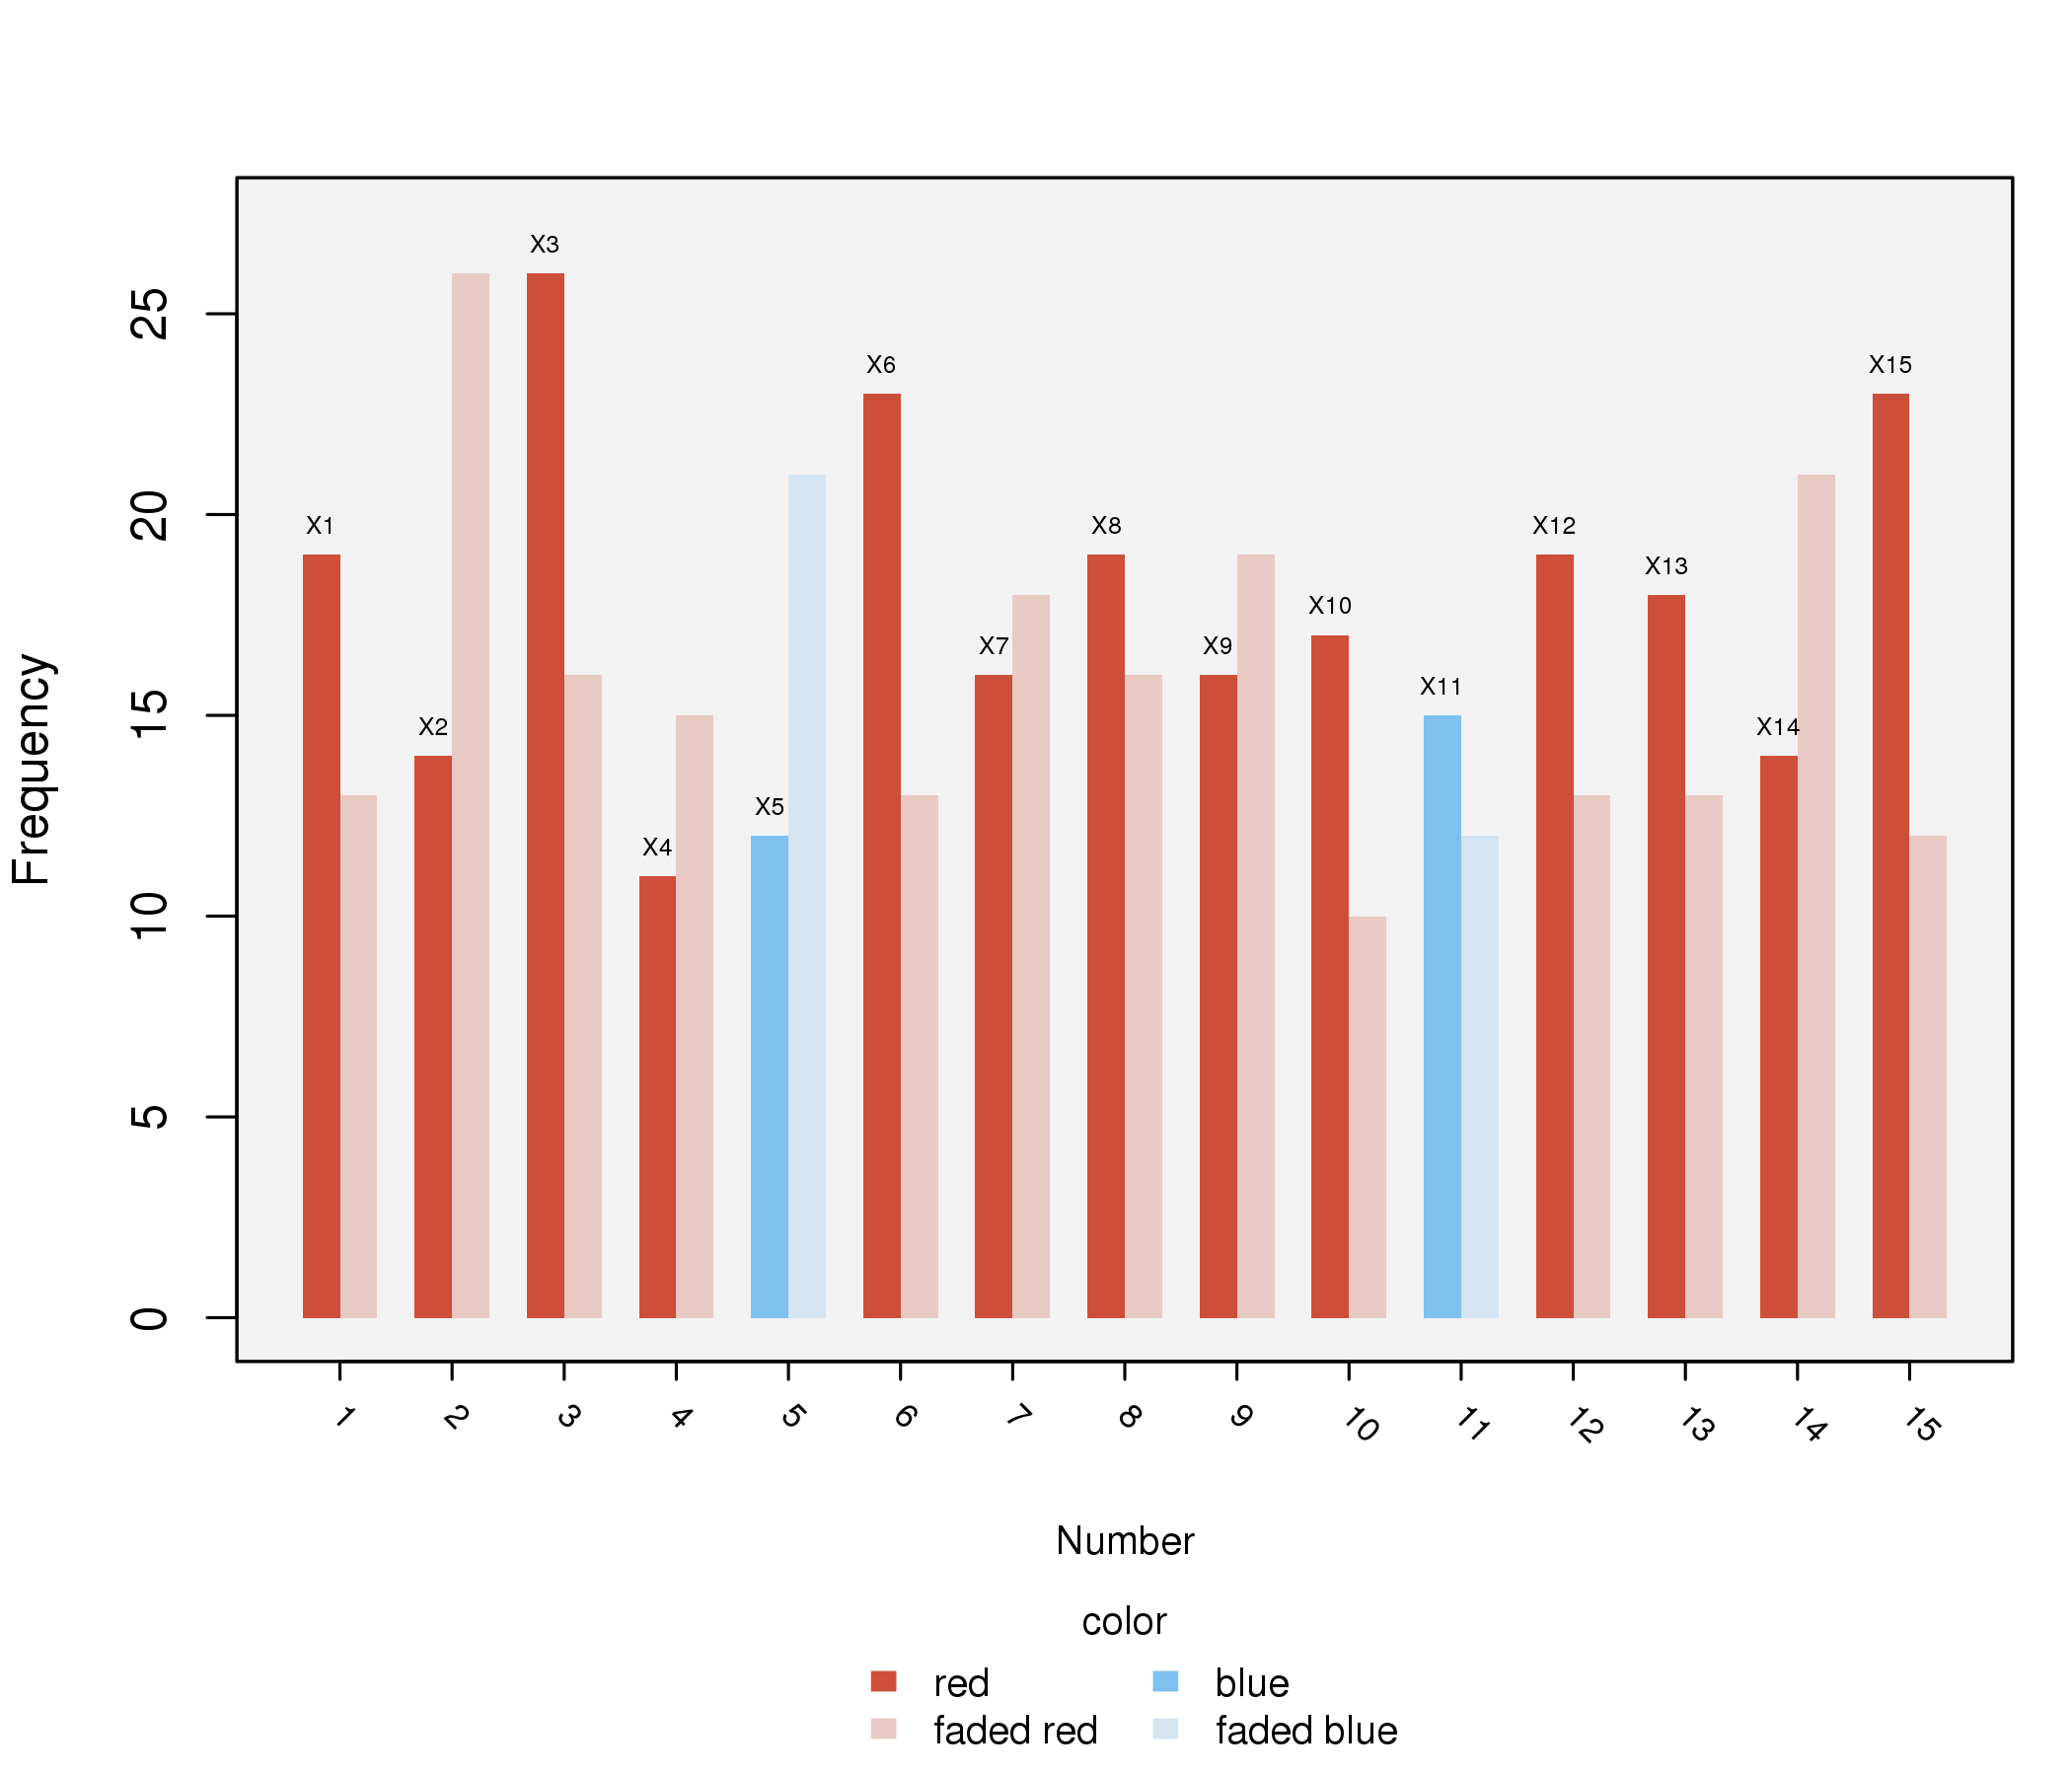 X3
X6
X15
X1
X8
X12
X13
X10
X7
X9
X11
X2
X14
X5
X4
25
20
15
10
5
0
Frequency
1 2 3 4 5 6 7 8 9 10 11 12 13 14 15
Number
color
red blue
faded red faded blue